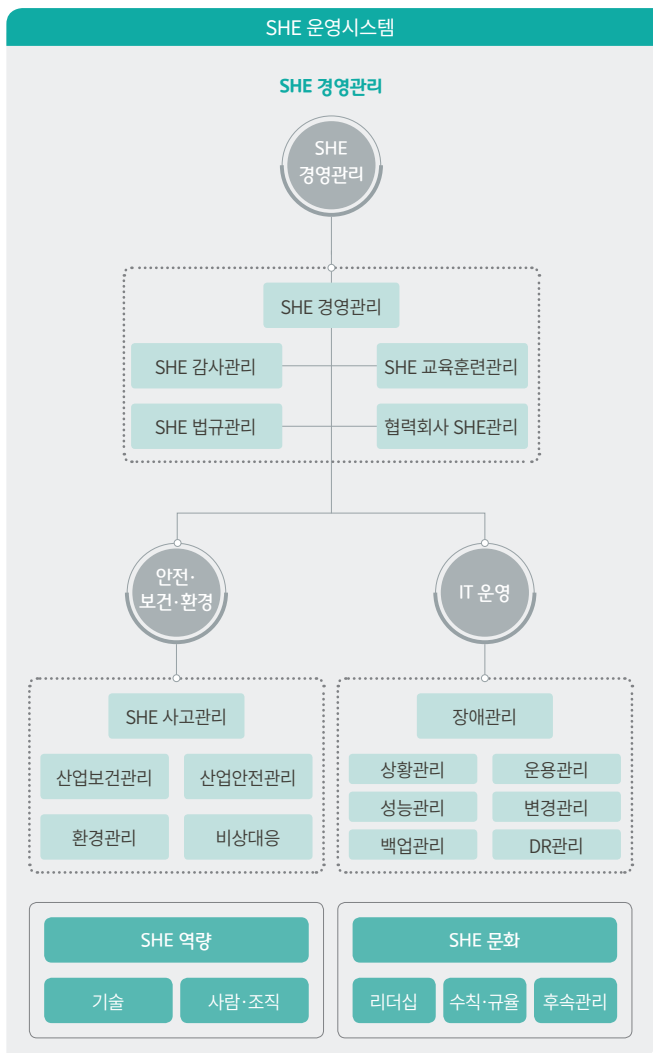 SHE 운영시스템
SHE 경영관리
SHE
경영관리
SHE 경영관리
SHE 감사관리
SHE 교육훈련관리
SHE 법규관리
협력회사 SHE관리
안전·
보건·환경
IT 운영
SHE 사고관리
산업보건관리
산업안전관리
환경관리
비상대응
장애관리
상황관리
운용관리
성능관리
변경관리
백업관리
DR관리
SHE 역량
기술
사람·조직
SHE 문화
리더십
수칙·규율
후속관리